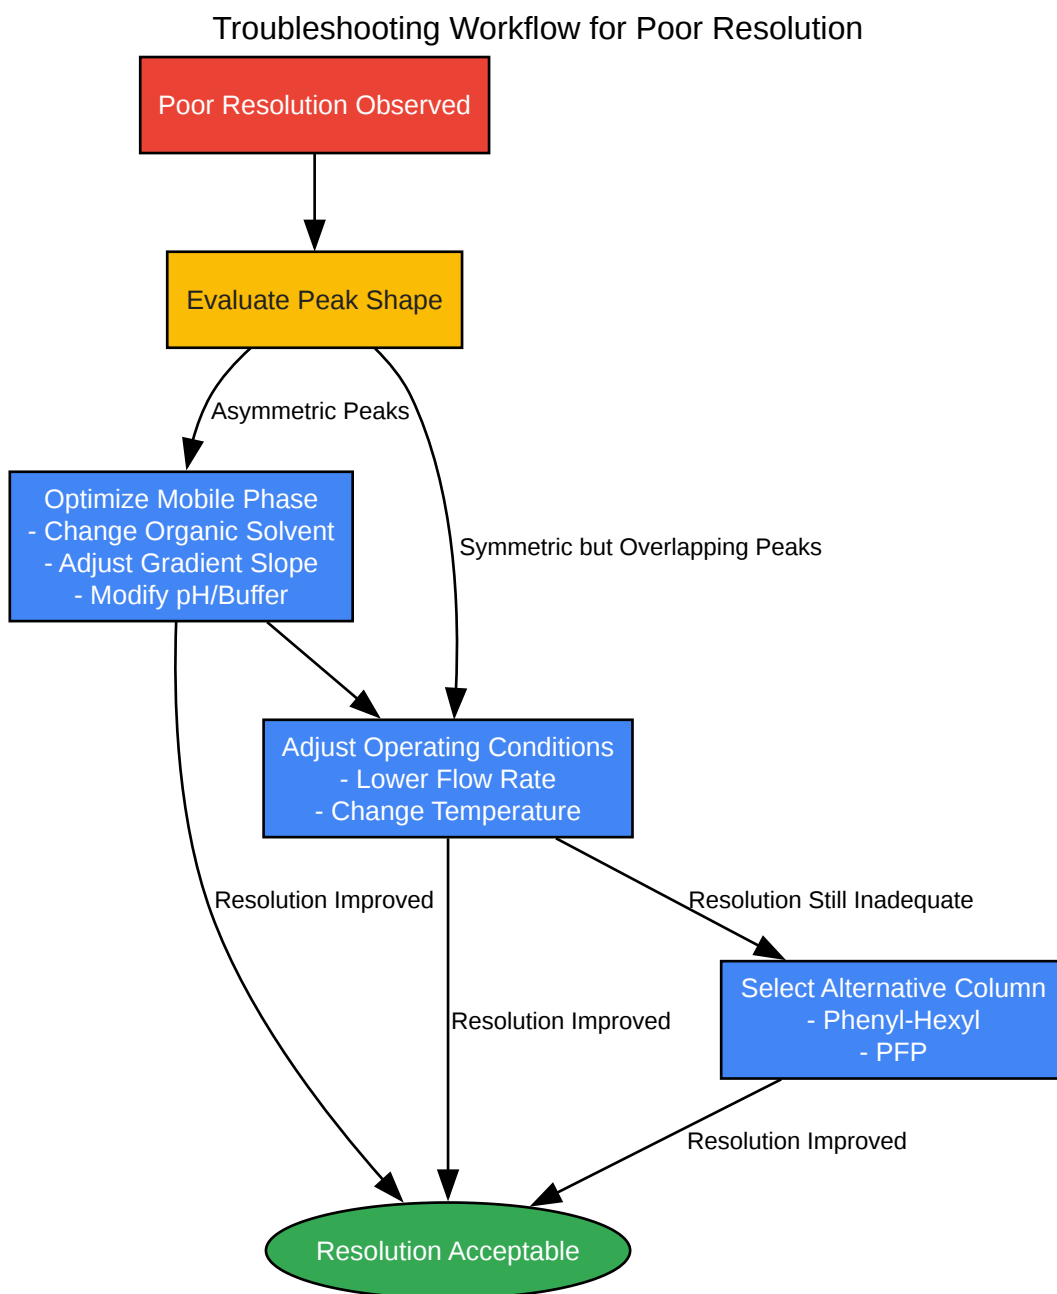 Troubleshooting Workflow for Poor Resolution
Poor Resolution Observed
Evaluate Peak Shape
Asymmetric Peaks
Optimize Mobile Phase
- Change Organic Solvent
- Adjust Gradient Slope
- Modify pH/Buffer
Symmetric but Overlapping Peaks
Adjust Operating Conditions
- Lower Flow Rate
- Change Temperature
Resolution Improved
Resolution Still Inadequate
Select Alternative Column
- Phenyl-Hexyl
- PFP
Resolution Improved
Resolution Improved
Resolution Acceptable